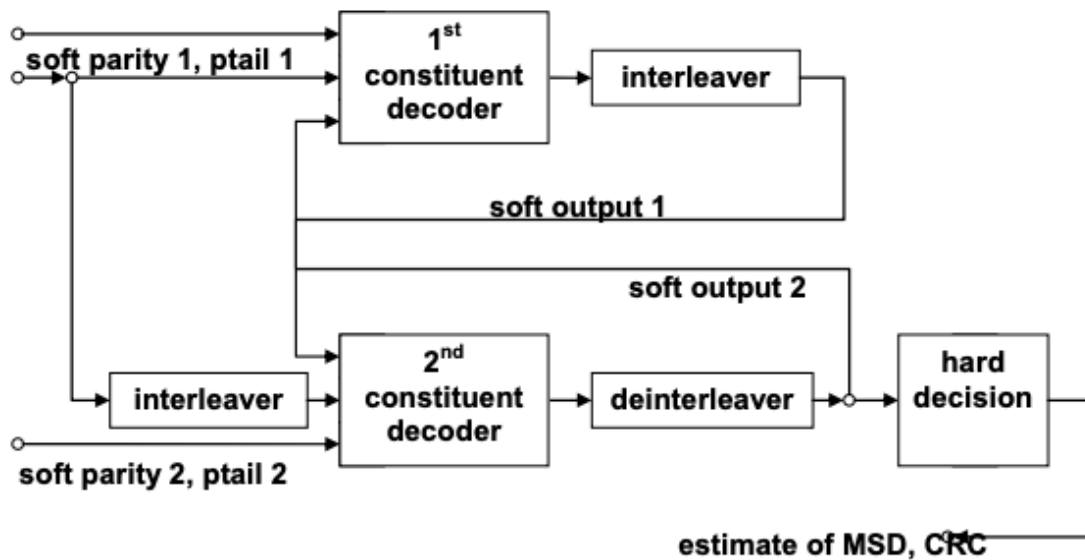 soft parity 1, ptail 1
1st
constituent
decoder
interleaver
soft output 1
soft output 2
interleaver
2nd
constituent
decoder
deinterleaver
hard
decision
soft parity 2, ptail 2
estimate of MSD, CRC